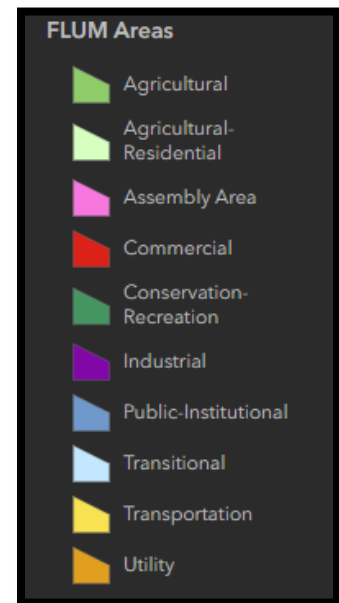 FLUM Areas
Agricultural
Agricultural-
Residential
Assembly Area
Commercial
Conservation-
Recreation
Industrial
Public-Institutional
Transitional
Transportation
Utility